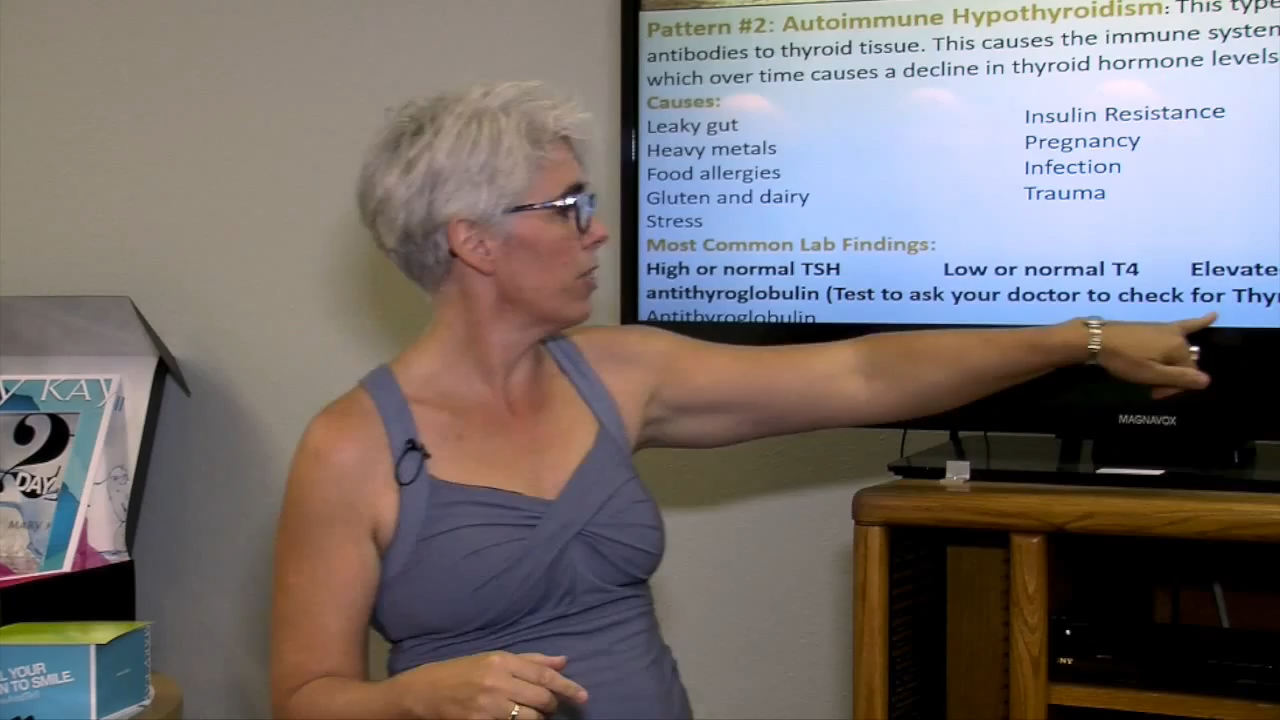 Pattern #2: Autoimmune Hypothyroidism: This type
antibodies to thyroid tissue. This causes the immune system
which over time causes a decline in thyroid hormone levels
Causes:
Leaky gut
Heavy metals
Food allergies
Gluten and dairy
Stress
Insulin Resistance
Pregnancy
Infection
Trauma
Most Common Lab Findings:
High or normal TSH Low or normal T4 Elevate
antithyroglobulin (Test to ask your doctor to check for Thy
Antithyroglobulin
MAGNAVOX
Y KAY
2
DAY
MARY
L YOUR
N TO SMILE.